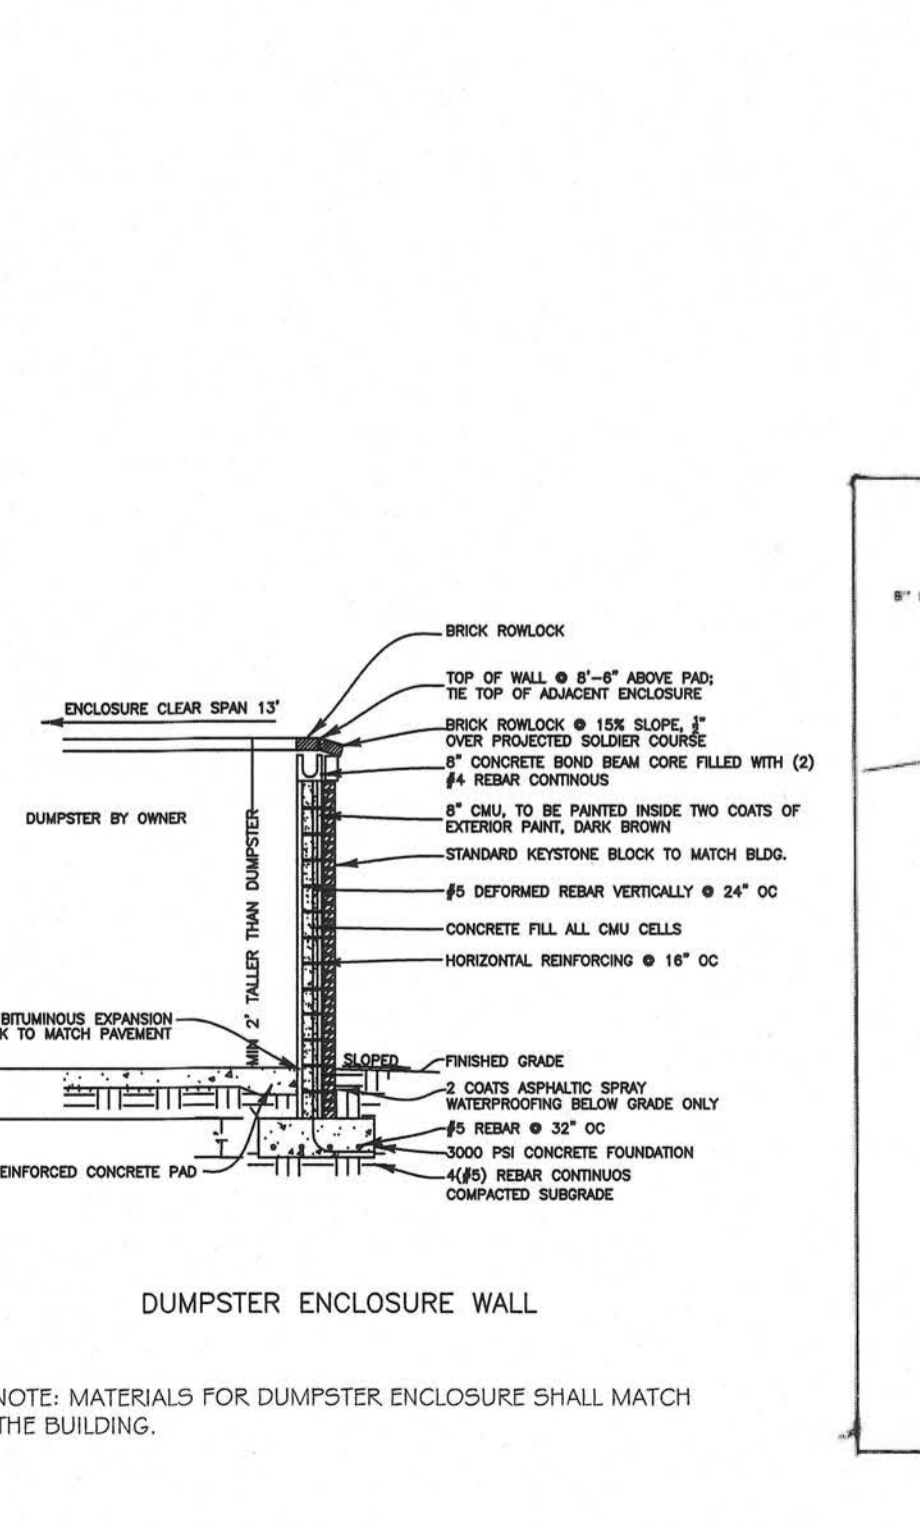 BRICK ROWLOCK
TOP OF WALL @ 8'-6" ABOVE PAD;
TIE TOP OF ADJACENT ENCLOSURE
ENCLOSURE CLEAR SPAN 13'
BRICK ROWLOCK @ 15% SLOPE, ½"
OVER PROJECTED SOLDIER COURSE
8" CONCRETE BOND BEAM CORE FILLED WITH (2)
#4 REBAR CONTINOUS
8" CMU, TO BE PAINTED INSIDE TWO COATS OF
EXTERIOR PAINT, DARK BROWN
DUMPSTER BY OWNER
STANDARD KEYSTONE BLOCK TO MATCH BLDG.
#5 DEFORMED REBAR VERTICALLY @ 24" OC
CONCRETE FILL ALL CMU CELLS
HORIZONTAL REINFORCING @ 16" OC
MIN 2' TALLER THAN DUMPSTER
BITUMINOUS EXPANSION
K TO MATCH PAVEMENT
SLOPED
FINISHED GRADE
2 COATS ASPHALTIC SPRAY
WATERPROOFING BELOW GRADE ONLY
#5 REBAR @ 32" OC
3000 PSI CONCRETE FOUNDATION
EINFORCED CONCRETE PAD
4(#5) REBAR CONTINUOS
COMPACTED SUBGRADE
DUMPSTER ENCLOSURE WALL
NOTE: MATERIALS FOR DUMPSTER ENCLOSURE SHALL MATCH
THE BUILDING.
8"